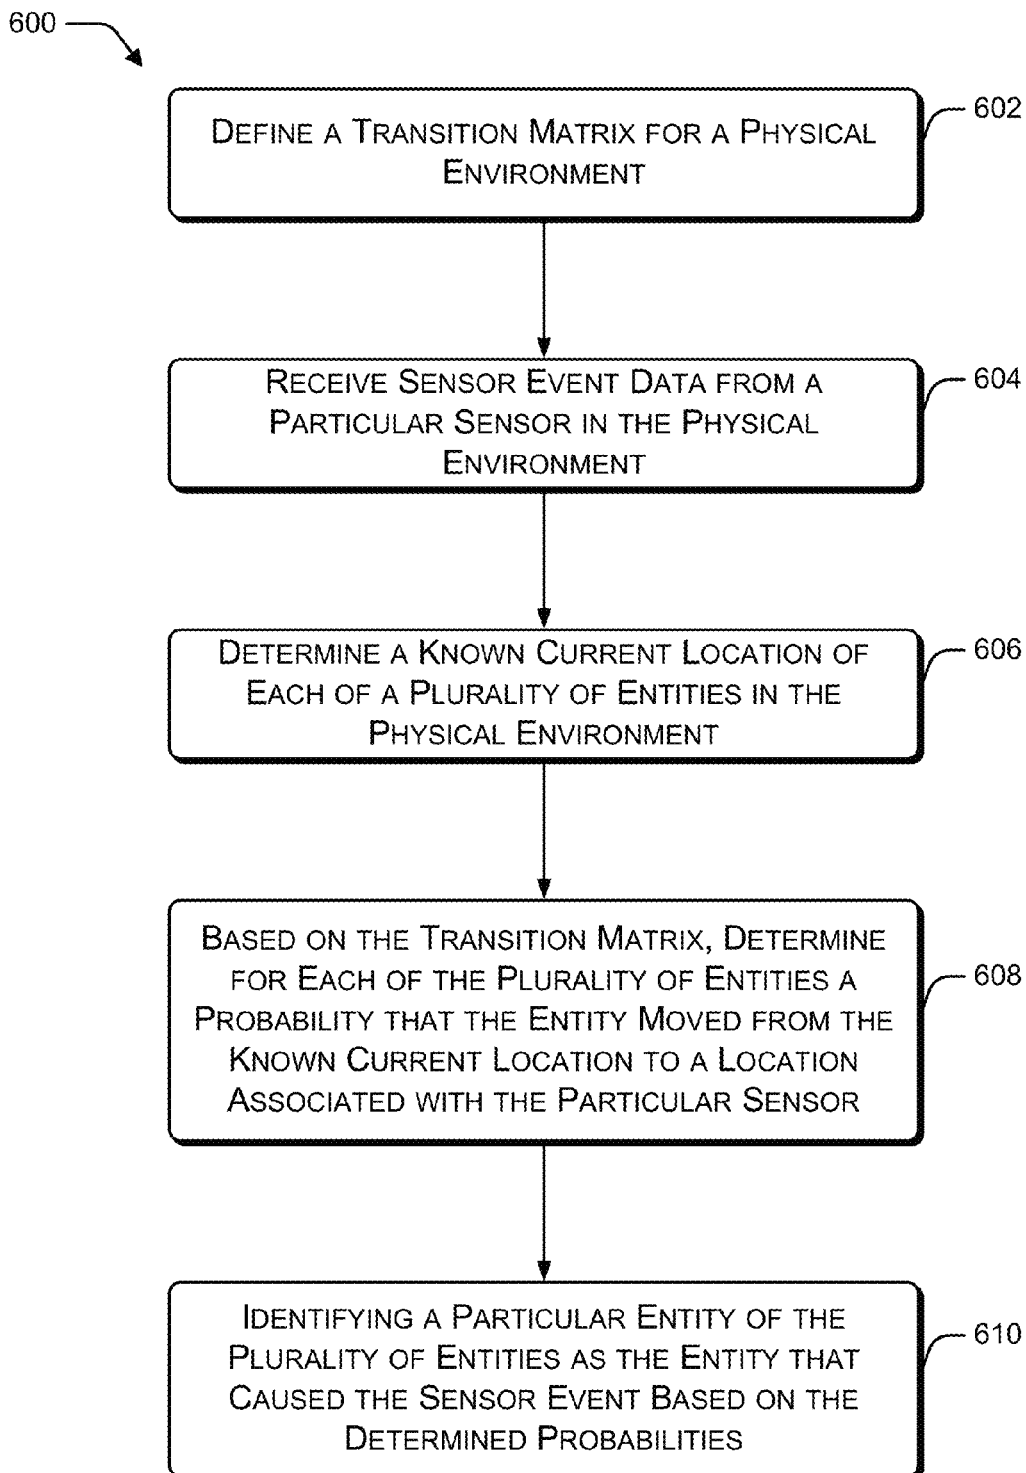 600
DEFINE A TRANSITION MATRIX FOR A PHYSICAL
ENVIRONMENT
602
RECEIVE SENSOR EVENT DATA FROM A
PARTICULAR SENSOR IN THE PHYSICAL
ENVIRONMENT
604
DETERMINE A KNOWN CURRENT LOCATION OF
EACH OF A PLURALITY OF ENTITIES IN THE
PHYSICAL ENVIRONMENT
606
BASED ON THE TRANSITION MATRIX, DETERMINE
FOR EACH OF THE PLURALITY OF ENTITIES A
PROBABILITY THAT THE ENTITY MOVED FROM THE
KNOWN CURRENT LOCATION TO A LOCATION
ASSOCIATED WITH THE PARTICULAR SENSOR
608
IDENTIFYING A PARTICULAR ENTITY OF THE
PLURALITY OF ENTITIES AS THE ENTITY THAT
CAUSED THE SENSOR EVENT BASED ON THE
DETERMINED PROBABILITIES
610